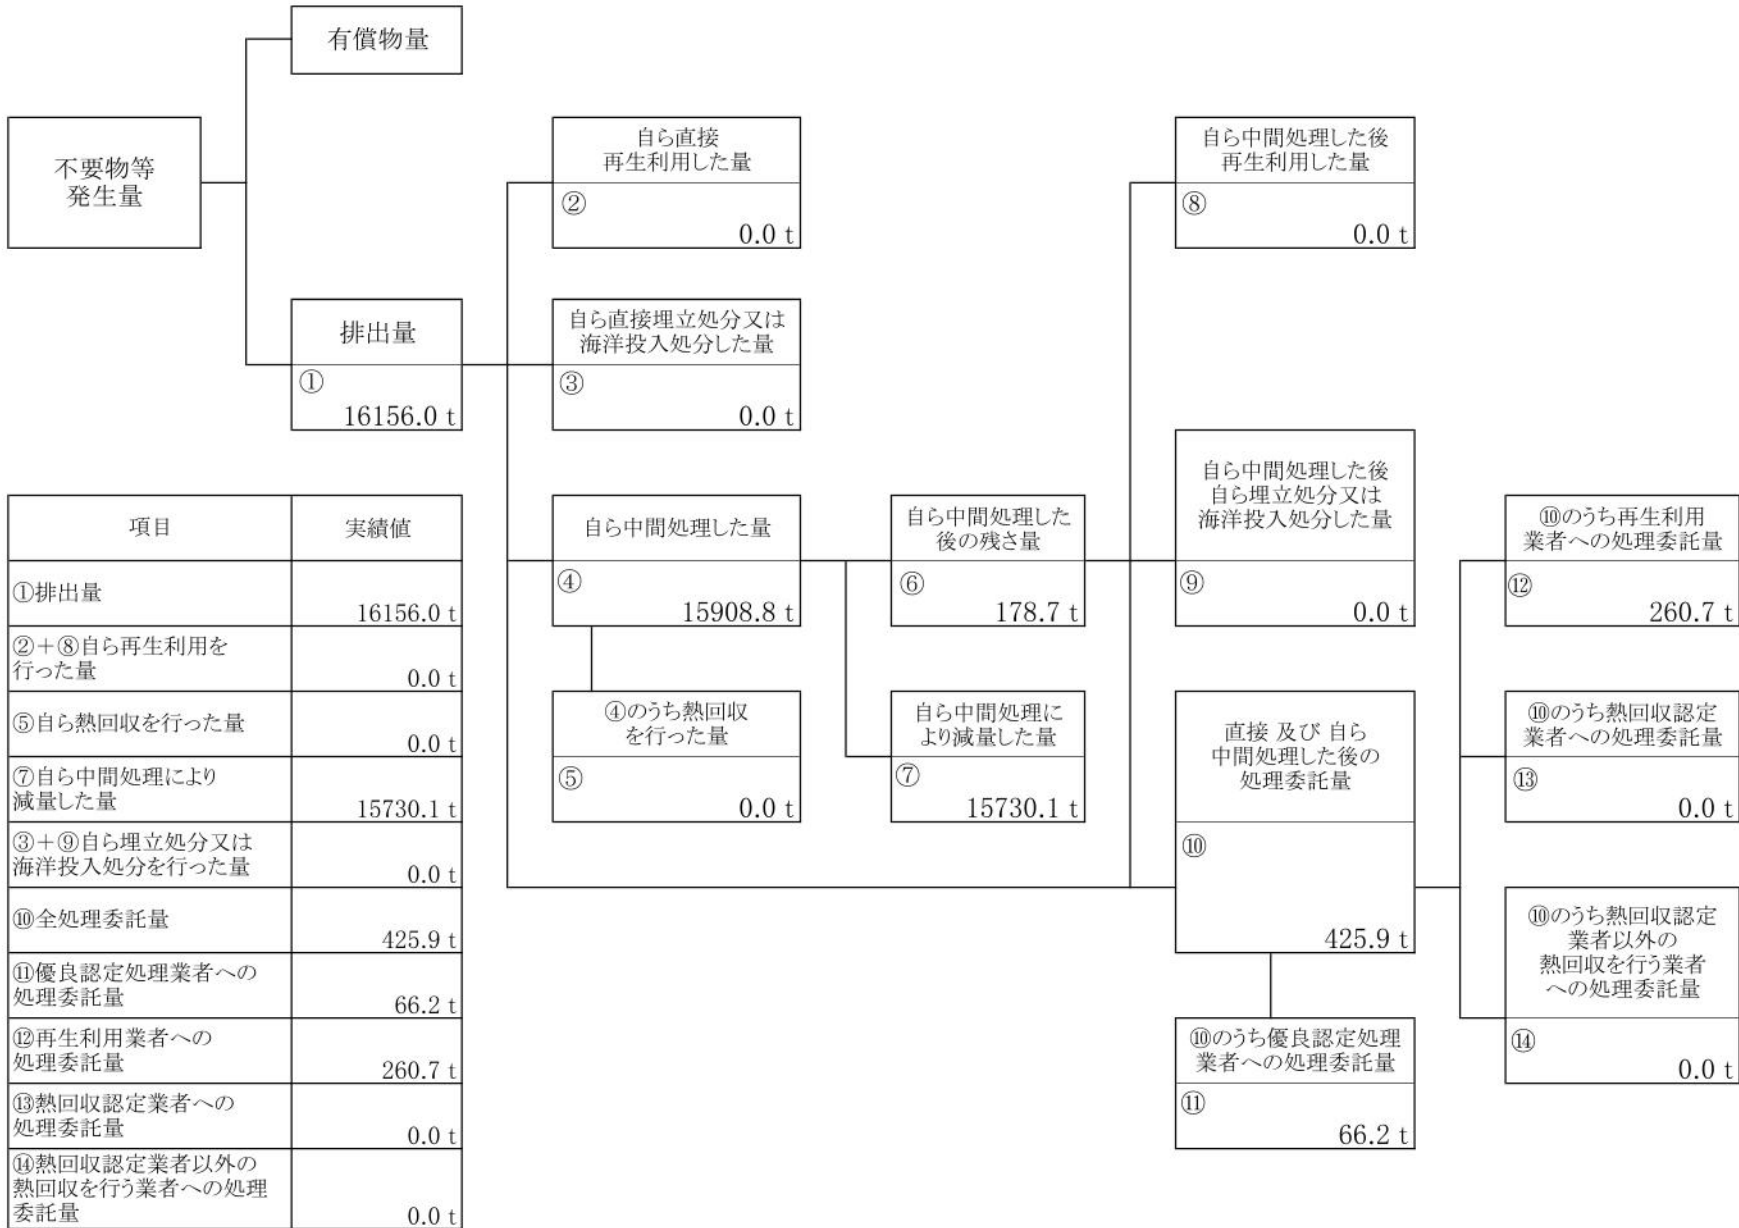 有償物量
不要物等
発生量
自ら直接
再生利用した量
②
0.0 t
自ら中間処理した後
再生利用した量
⑧
0.0 t
排出量
①
16156.0 t
自ら直接埋立処分又は
海洋投入処分した量
③
0.0 t
自ら中間処理した後
自ら埋立処分又は
海洋投入処分した量
⑨
0.0 t
自ら中間処理した量
④
15908.8 t
自ら中間処理した
後の残さ量
⑥
178.7 t
⑩のうち再生利用
業者への処理委託量
⑫
260.7 t
④のうち熱回収
を行った量
⑤
0.0 t
自ら中間処理に
より減量した量
⑦
15730.1 t
直接 及び 自ら
中間処理した後の
処理委託量
⑩
425.9 t
⑩のうち熱回収認定
業者への処理委託量
⑬
0.0 t
⑩のうち熱回収認定
業者以外の
熱回収を行う業者
への処理委託量
⑭
0.0 t
⑩のうち優良認定処理
業者への処理委託量
⑪
66.2 t
項目 実績値
①排出量
16156.0 t
②+⑧自ら再生利用を
行った量
0.0 t
⑤自ら熱回収を行った量
0.0 t
⑦自ら中間処理により
減量した量
15730.1 t
③+⑨自ら埋立処分又は
海洋投入処分を行った量
0.0 t
⑩全処理委託量
425.9 t
⑪優良認定処理業者への
処理委託量
66.2 t
⑫再生利用業者への
処理委託量
260.7 t
⑬熱回収認定業者への
処理委託量
0.0 t
⑭熱回収認定業者以外の
熱回収を行う業者への処理
委託量
0.0 t